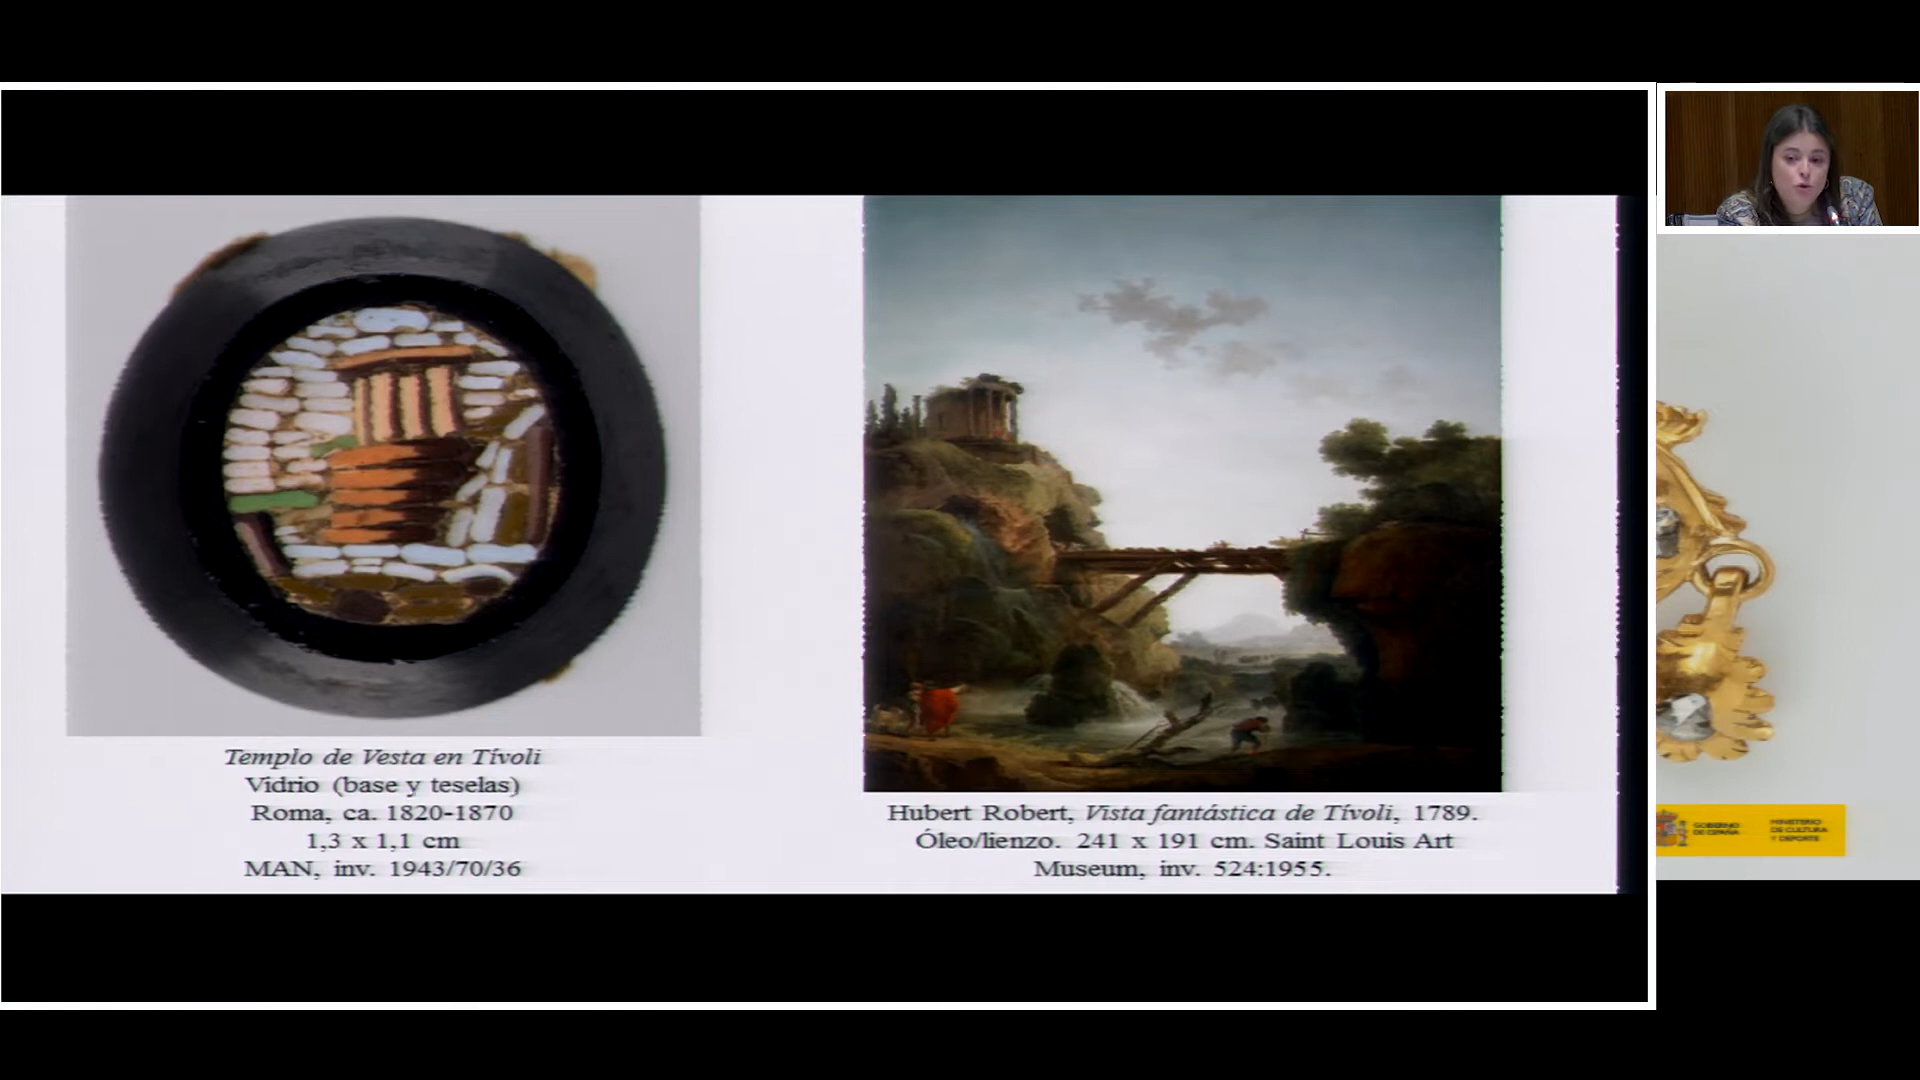 Templo de Vesta en Tívoli
Vidrio (base y teselas)
Roma, ca. 1820-1870
1,3 x 1,1 cm
MAN, inv. 1943/70/36
Hubert Robert, Vista fantástica de Tívoli, 1789.
Óleo/lienzo. 241 x 191 cm. Saint Louis Art
Museum, inv. 524:1955.
GOBIERNO
DE ESPAÑA
MINISTERIO
DE CULTURA
Y DEPORTE